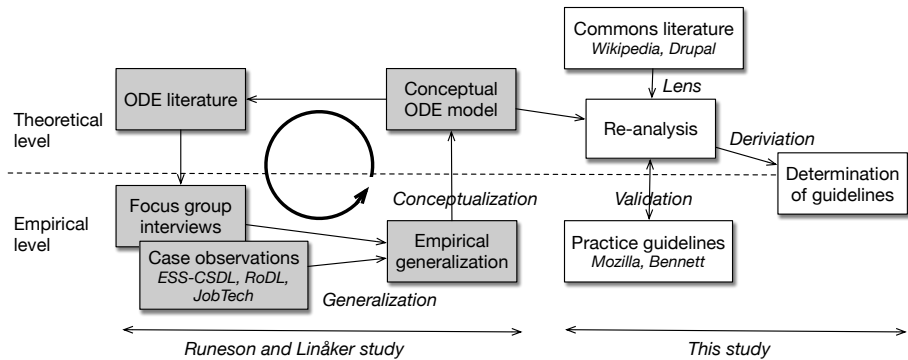 Commons literature
Wikipedia, Drupal
ODE literature
Conceptual
ODE model
Lens
Theoretical
level
Re-analysis
Deriviation
Determination
of guidelines
Empirical
level
Focus group
interviews
Conceptualization
Validation
Case observations
ESS-CSDL, RoDL,
JobTech
Empirical
generalization
Practice guidelines
Mozilla, Bennett
Generalization
Runeson and Linåker study
This study